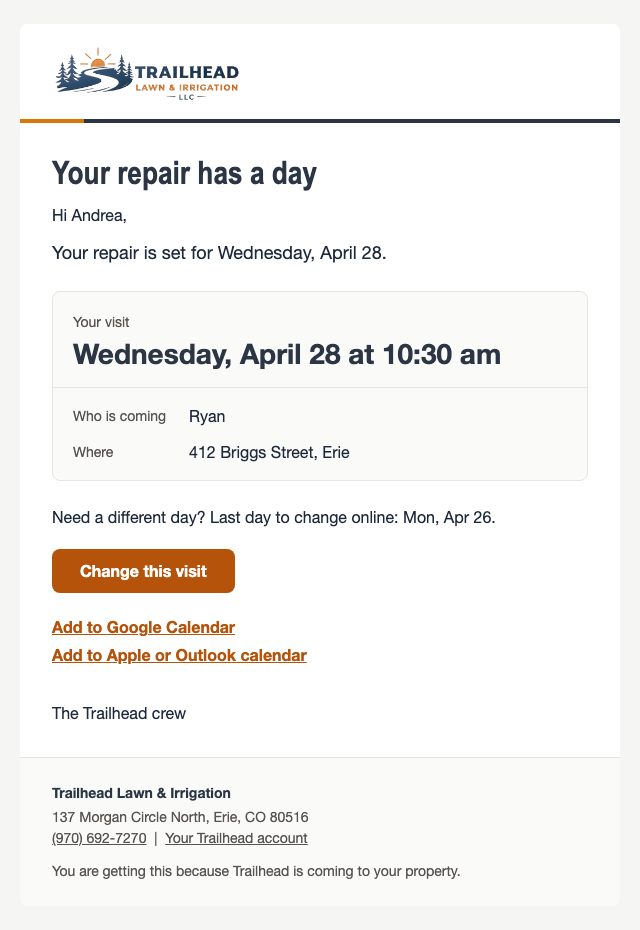 TRAILHEAD
LAWN & IRRIGATION
LLC
Your repair has a day
Hi Andrea,
Your repair is set for Wednesday, April 28.
Your visit
Wednesday, April 28 at 10:30 am
Who is coming Ryan
Where 412 Briggs Street, Erie
Need a different day? Last day to change online: Mon, Apr 26.
Change this visit
Add to Google Calendar
Add to Apple or Outlook calendar
The Trailhead crew
Trailhead Lawn & Irrigation
137 Morgan Circle North, Erie, CO 80516
(970) 692-7270 | Your Trailhead account
You are getting this because Trailhead is coming to your property.